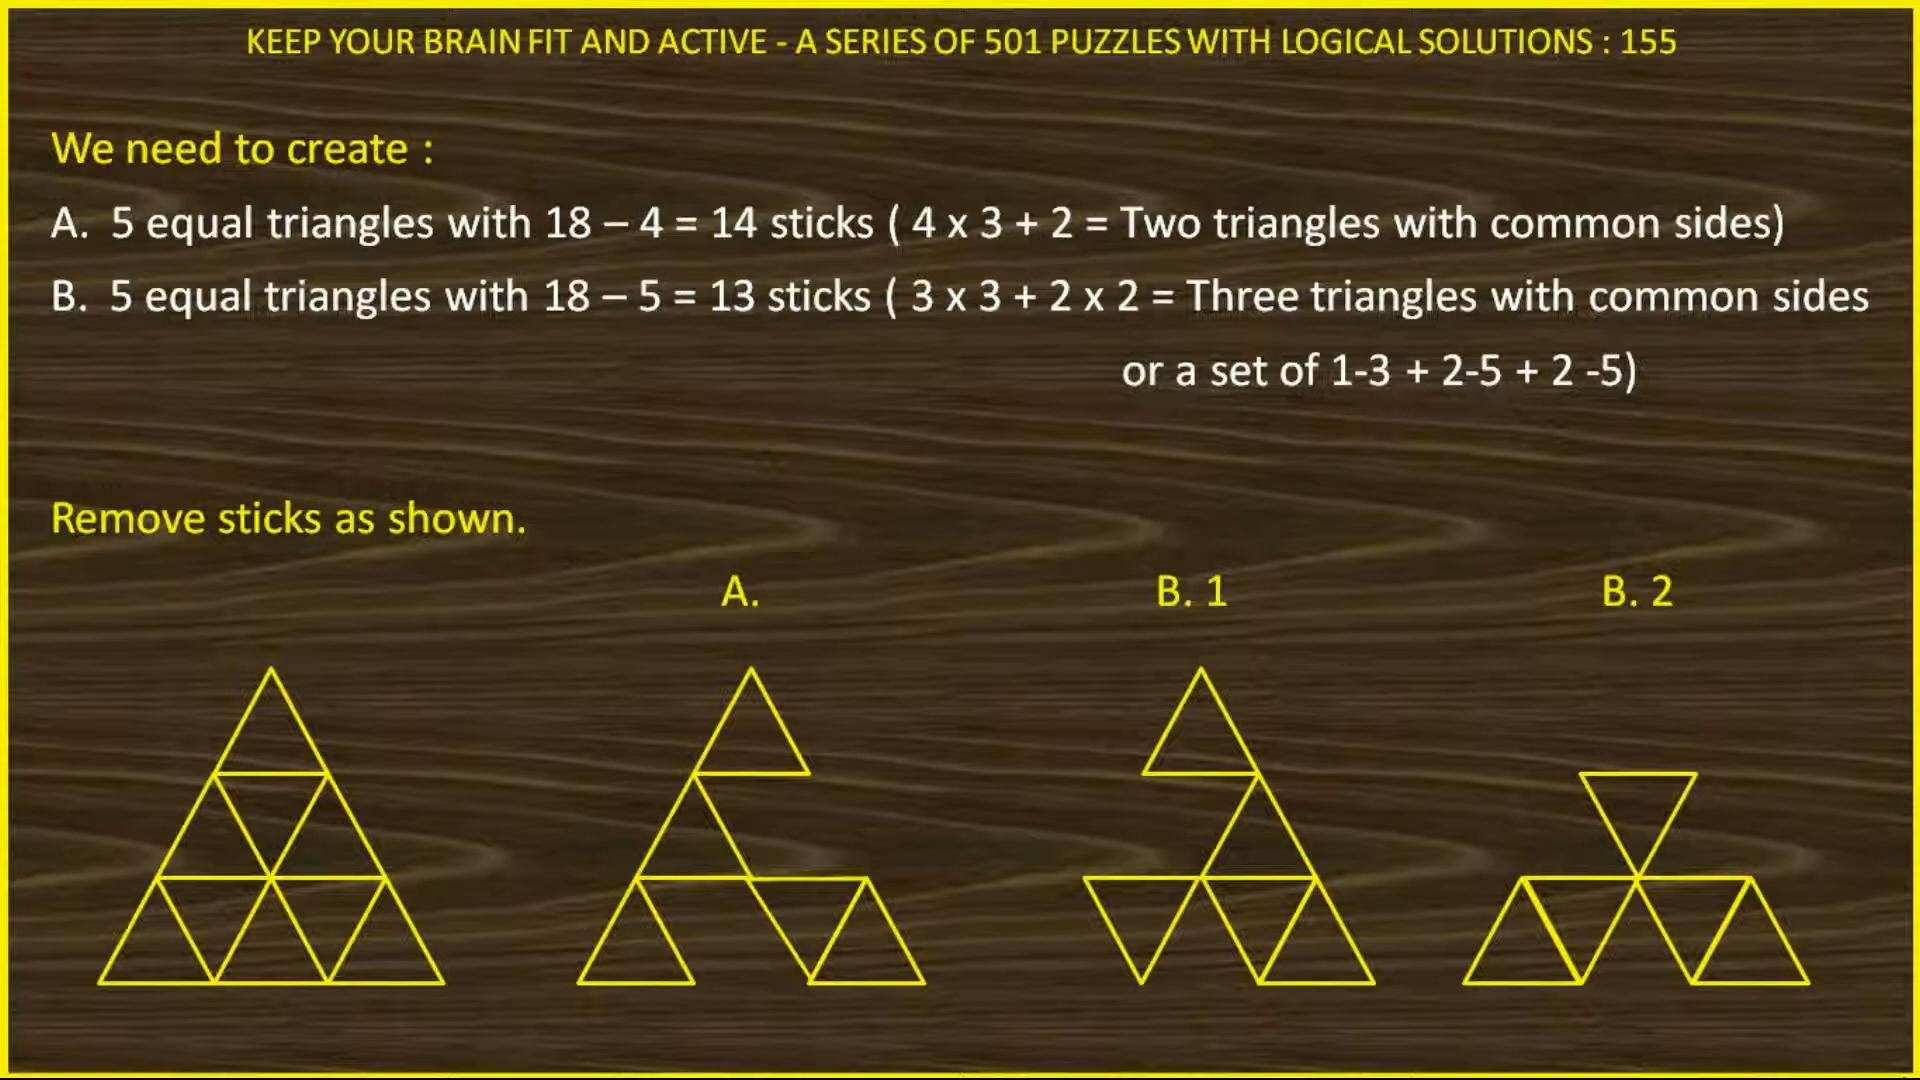 KEEP YOUR BRAIN FIT AND ACTIVE - A SERIES OF 501 PUZZLES WITH LOGICAL SOLUTIONS : 155
We need to create :
A. 5 equal triangles with 18 – 4 = 14 sticks ( 4 x 3 + 2 = Two triangles with common sides)
B. 5 equal triangles with 18 – 5 = 13 sticks ( 3 x 3 + 2 x 2 = Three triangles with common sides
or a set of 1-3 + 2-5 + 2 -5)
Remove sticks as shown.
A. B. 1 B. 2